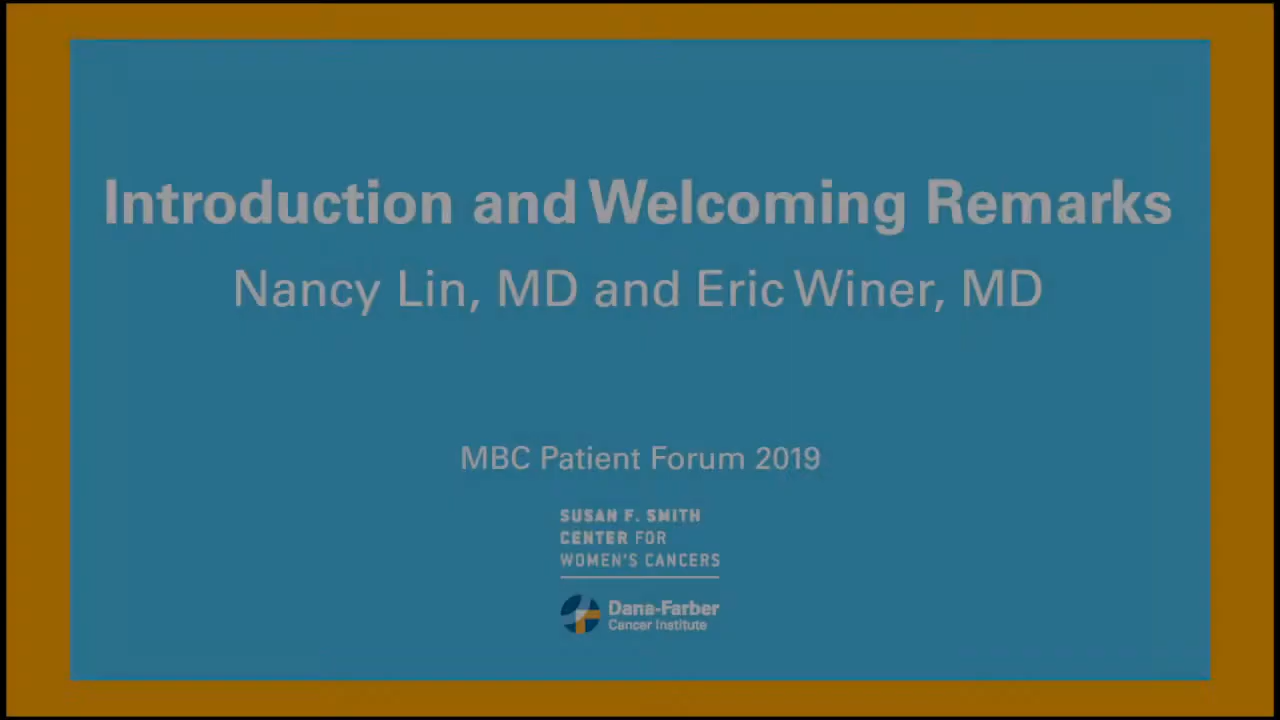 Introduction and Welcoming Remarks
Nancy Lin, MD and Eric Winer, MD
MBC Patient Forum 2019
SUSAN F. SMITH
CENTER FOR
WOMEN'S CANCERS
Dana-Farber
Cancer Institute